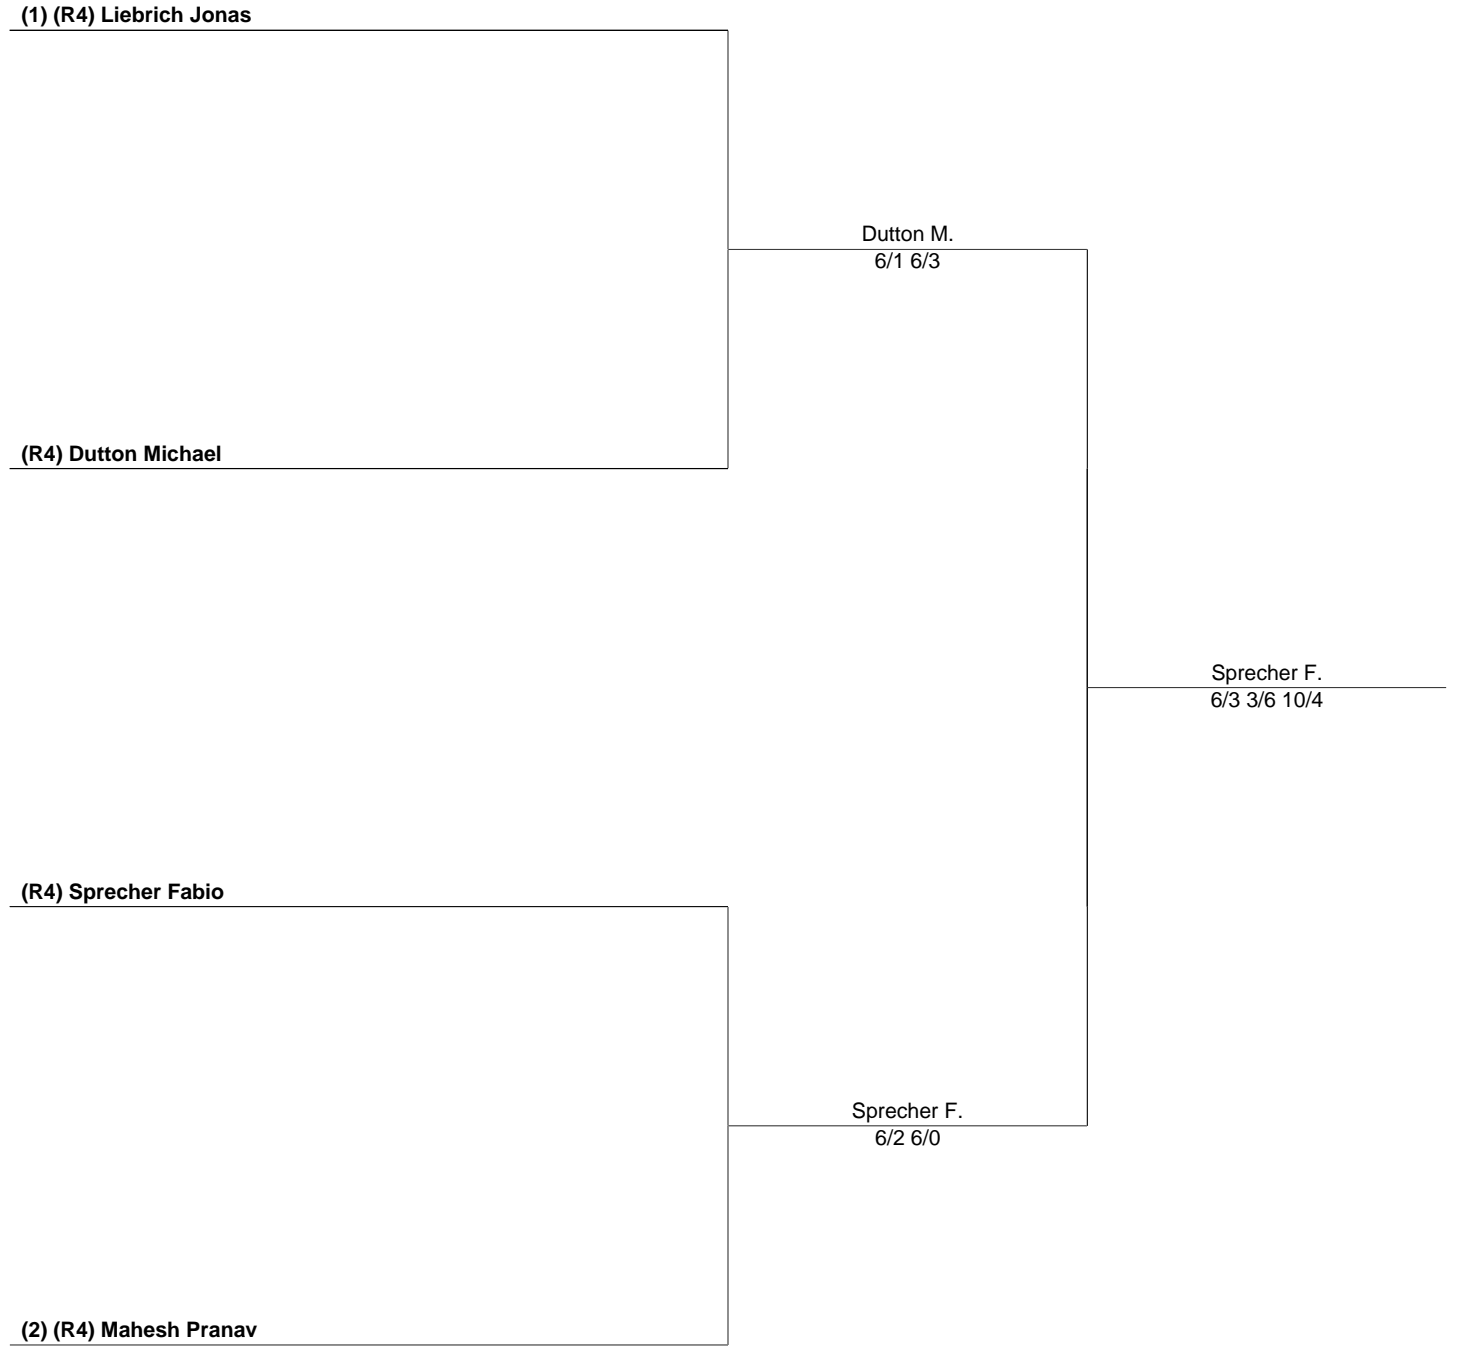 (1) (R4) Liebrich Jonas
Dutton M.
6/1 6/3
(R4) Dutton Michael
Sprecher F.
6/3 3/6 10/4
(R4) Sprecher Fabio
Sprecher F.
6/2 6/0
(2) (R4) Mahesh Pranav